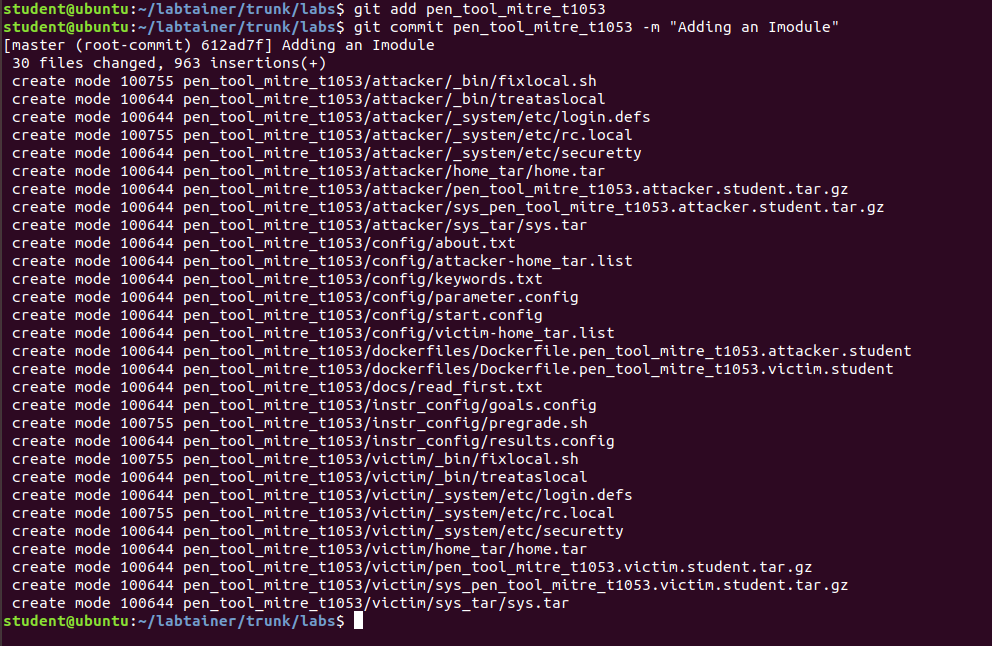 student@ubuntu:~/labtainer/trunk/labs$ git add pen_tool_mitre_t1053
student@ubuntu:~/labtainer/trunk/labs$ git commit pen_tool_mitre_t1053 -m "Adding an Imodule"
[master (root-commit) 612ad7f] Adding an Imodule
 30 files changed, 963 insertions(+)
 create mode 100755 pen_tool_mitre_t1053/attacker/_bin/fixlocal.sh
 create mode 100644 pen_tool_mitre_t1053/attacker/_bin/treataslocal
 create mode 100644 pen_tool_mitre_t1053/attacker/_system/etc/login.defs
 create mode 100755 pen_tool_mitre_t1053/attacker/_system/etc/rc.local
 create mode 100644 pen_tool_mitre_t1053/attacker/_system/etc/securetty
 create mode 100644 pen_tool_mitre_t1053/attacker/home_tar/home.tar
 create mode 100644 pen_tool_mitre_t1053/attacker/pen_tool_mitre_t1053.attacker.student.tar.gz
 create mode 100644 pen_tool_mitre_t1053/attacker/sys_pen_tool_mitre_t1053.attacker.student.tar.gz
 create mode 100644 pen_tool_mitre_t1053/attacker/sys_tar/sys.tar
 create mode 100644 pen_tool_mitre_t1053/config/about.txt
 create mode 100644 pen_tool_mitre_t1053/config/attacker-home_tar.list
 create mode 100644 pen_tool_mitre_t1053/config/keywords.txt
 create mode 100644 pen_tool_mitre_t1053/config/parameter.config
 create mode 100644 pen_tool_mitre_t1053/config/start.config
 create mode 100644 pen_tool_mitre_t1053/config/victim-home_tar.list
 create mode 100644 pen_tool_mitre_t1053/dockerfiles/Dockerfile.pen_tool_mitre_t1053.attacker.student
 create mode 100644 pen_tool_mitre_t1053/dockerfiles/Dockerfile.pen_tool_mitre_t1053.victim.student
 create mode 100644 pen_tool_mitre_t1053/docs/read_first.txt
 create mode 100644 pen_tool_mitre_t1053/instr_config/goals.config
 create mode 100755 pen_tool_mitre_t1053/instr_config/pregrade.sh
 create mode 100644 pen_tool_mitre_t1053/instr_config/results.config
 create mode 100755 pen_tool_mitre_t1053/victim/_bin/fixlocal.sh
 create mode 100644 pen_tool_mitre_t1053/victim/_bin/treataslocal
 create mode 100644 pen_tool_mitre_t1053/victim/_system/etc/login.defs
 create mode 100755 pen_tool_mitre_t1053/victim/_system/etc/rc.local
 create mode 100644 pen_tool_mitre_t1053/victim/_system/etc/securetty
 create mode 100644 pen_tool_mitre_t1053/victim/home_tar/home.tar
 create mode 100644 pen_tool_mitre_t1053/victim/pen_tool_mitre_t1053.victim.student.tar.gz
 create mode 100644 pen_tool_mitre_t1053/victim/sys_pen_tool_mitre_t1053.victim.student.tar.gz
 create mode 100644 pen_tool_mitre_t1053/victim/sys_tar/sys.tar
student@ubuntu:~/labtainer/trunk/labs$